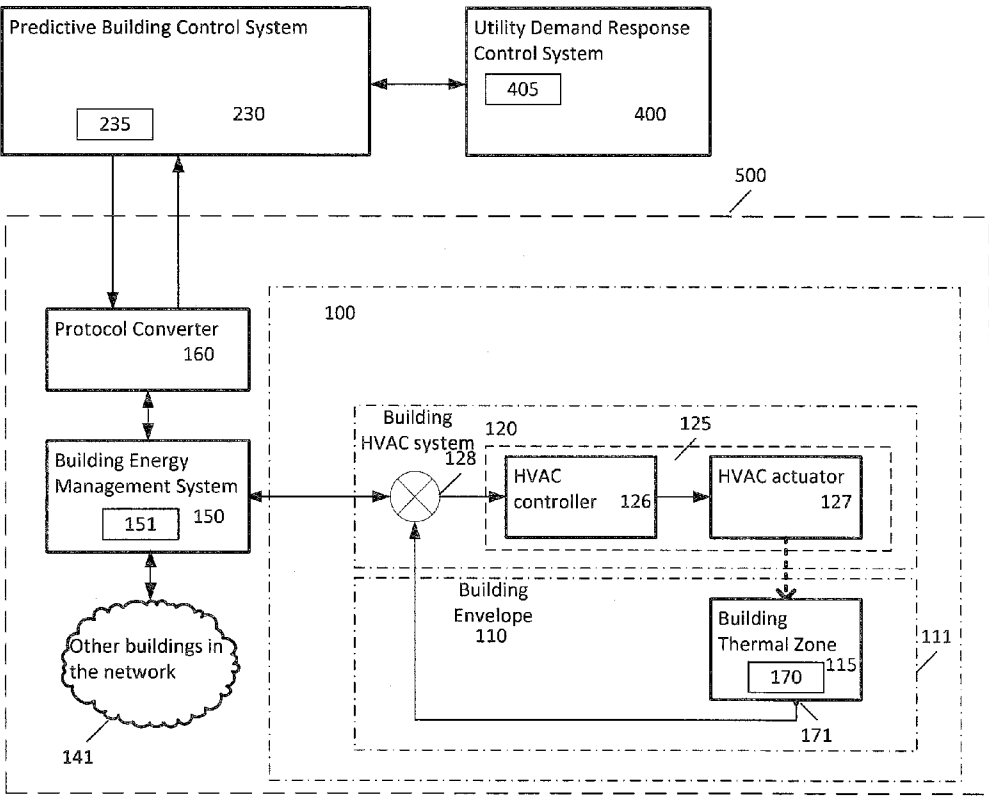 Predictive Building Control System
235
230
Utility Demand Response
Control System
405
400
500
Protocol Converter
160
100
Building Energy
Management System
151
150
Building
HVAC system
128
120
125
HVAC
controller
126
HVAC actuator
127
Other buildings in
the network
141
Building
Envelope
110
Building
Thermal Zone
115
170
171
111